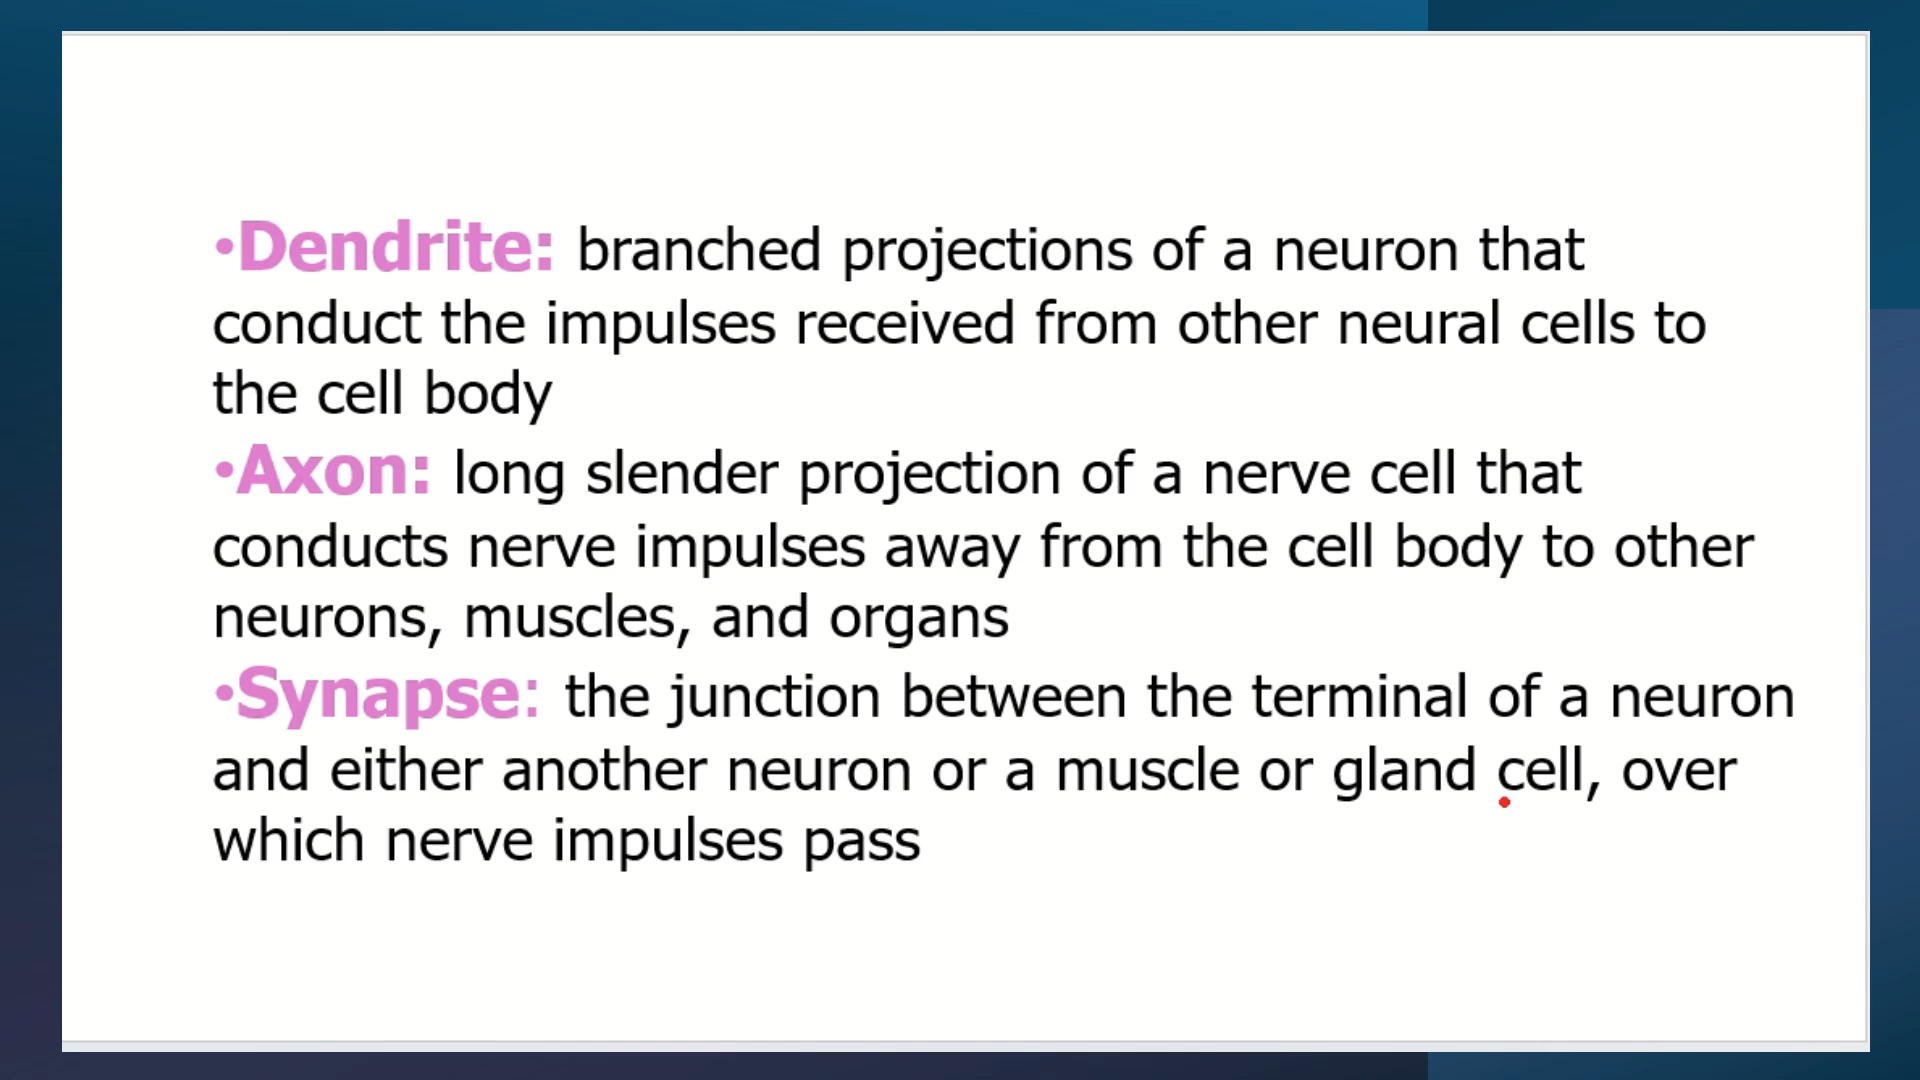 •Dendrite: branched projections of a neuron that
conduct the impulses received from other neural cells to
the cell body
•Axon: long slender projection of a nerve cell that
conducts nerve impulses away from the cell body to other
neurons, muscles, and organs
•Synapse: the junction between the terminal of a neuron
and either another neuron or a muscle or gland cell, over
which nerve impulses pass